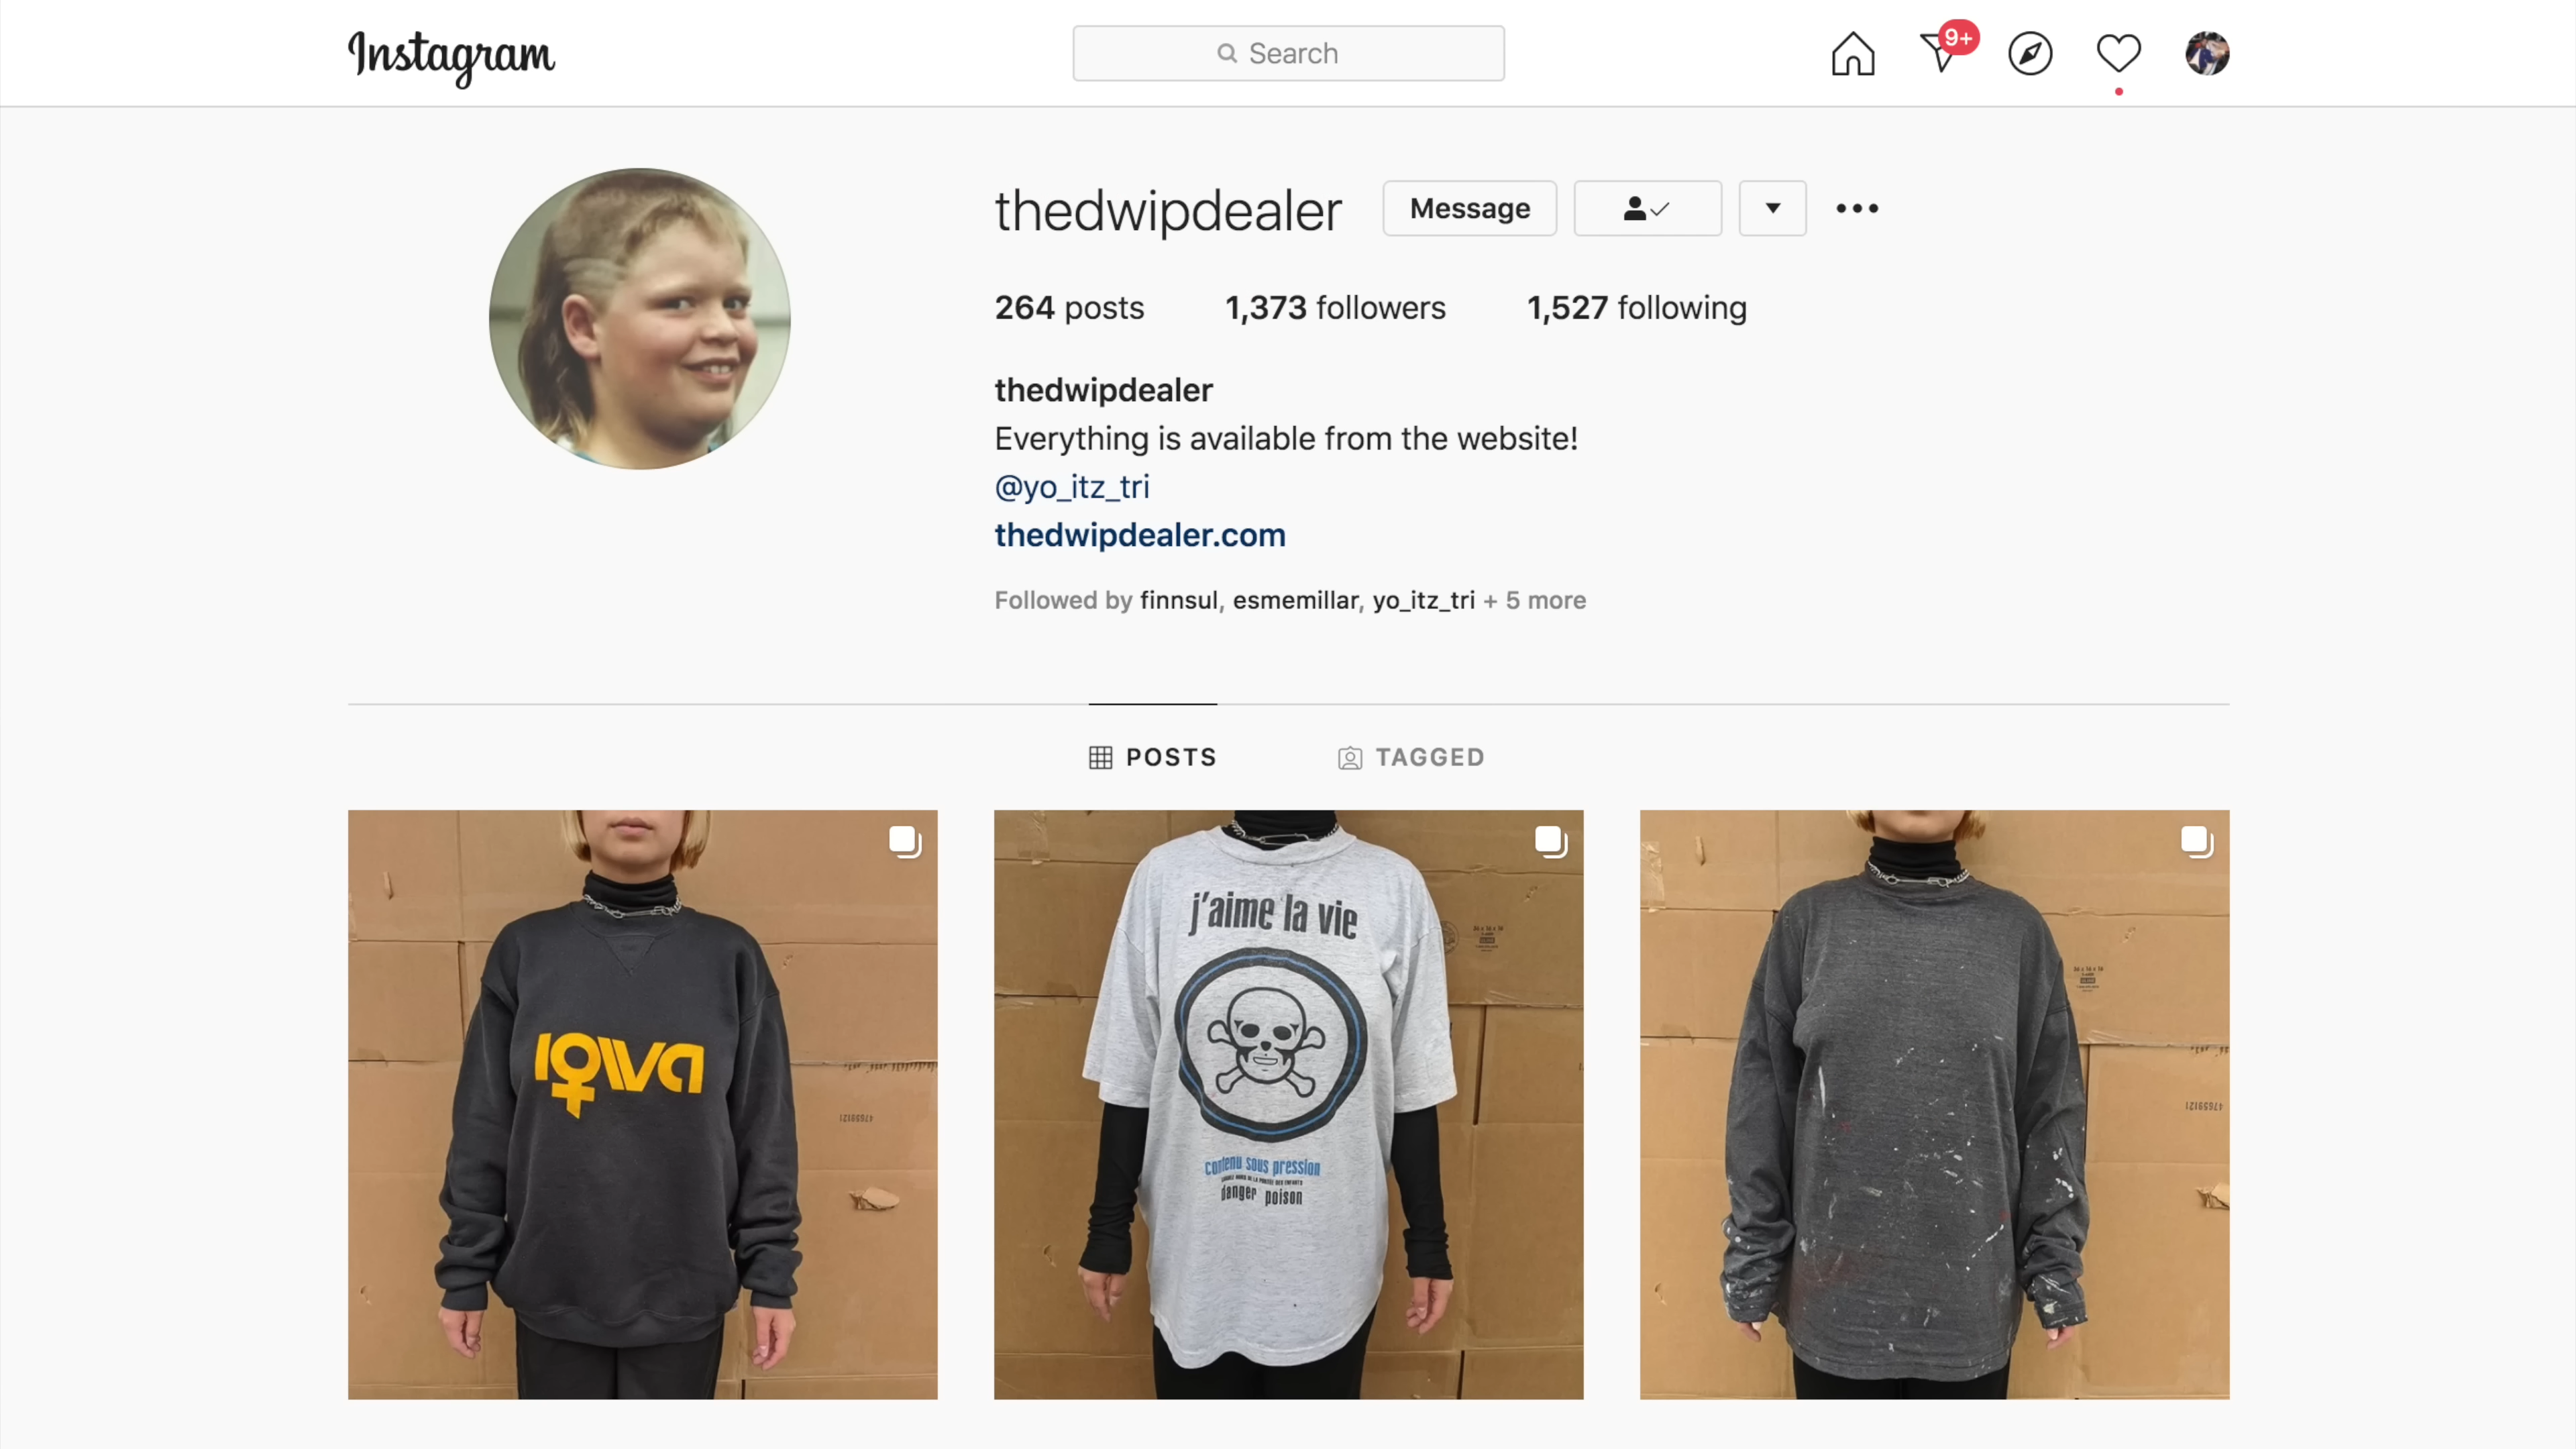 Instagram
Search
9+
thedwipdealer
Message
264 posts 1,373 followers 1,527 following
thedwipdealer
Everything is available from the website!
@yo_itz_tri
thedwipdealer.com
Followed by finnsul, esmemillar, yo_itz_tri + 5 more
POSTS
TAGGED
IOWA
j'aime la vie
contenu sous pression
danger poison